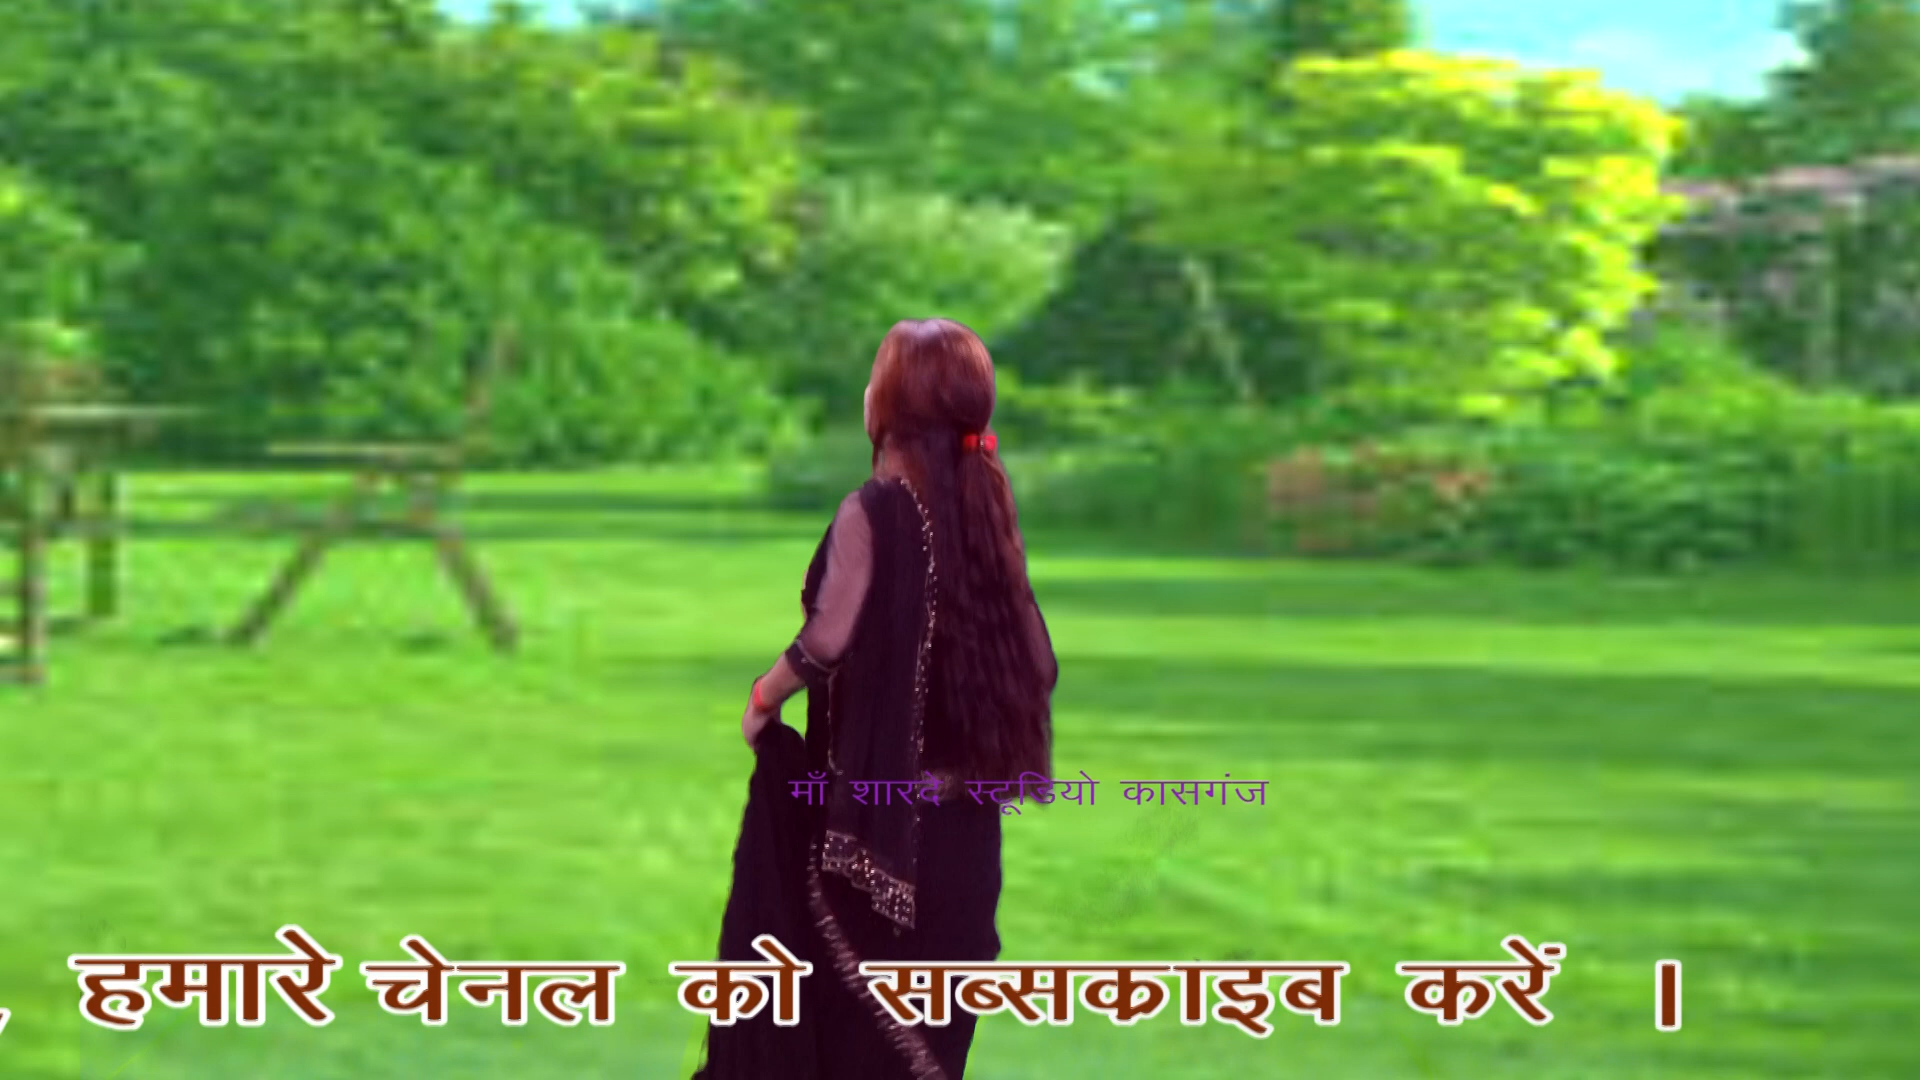 माँ शारदे स्टूडियो कासगंज
हमारे चेनल को सब्सक्राइब करें ।